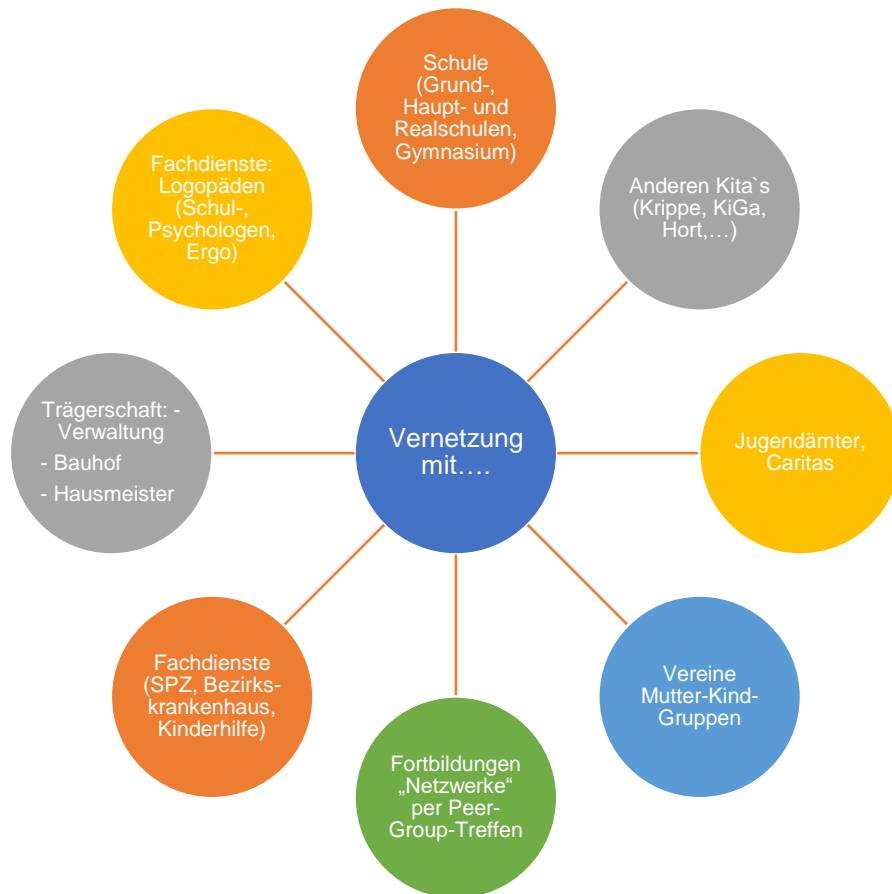 Schule
(Grund-,
Haupt- und
Realschulen,
Gymnasium)
Anderen Kita`s
(Krippe, KiGa,
Hort,…)
Jugendämter,
Caritas
Vereine
Mutter-Kind-
Gruppen
Fortbildungen
„Netzwerke“
per Peer-
Group-Treffen
Fachdienste
(SPZ, Bezirks-
krankenhaus,
Kinderhilfe)
Trägerschaft: -
Verwaltung
- Bauhof
- Hausmeister
Fachdienste:
Logopäden
(Schul-,
Psychologen,
Ergo)
Vernetzung
mit….